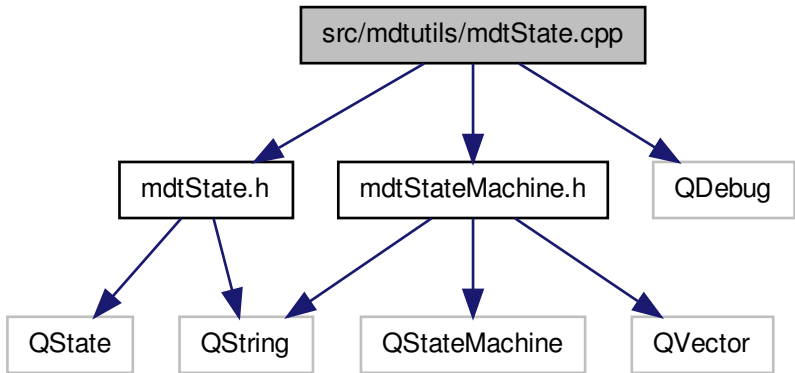 src/mdtutils/mdtState.cpp
mdtState.h
mdtStateMachine.h
QDebug
QState
QString
QStateMachine
QVector